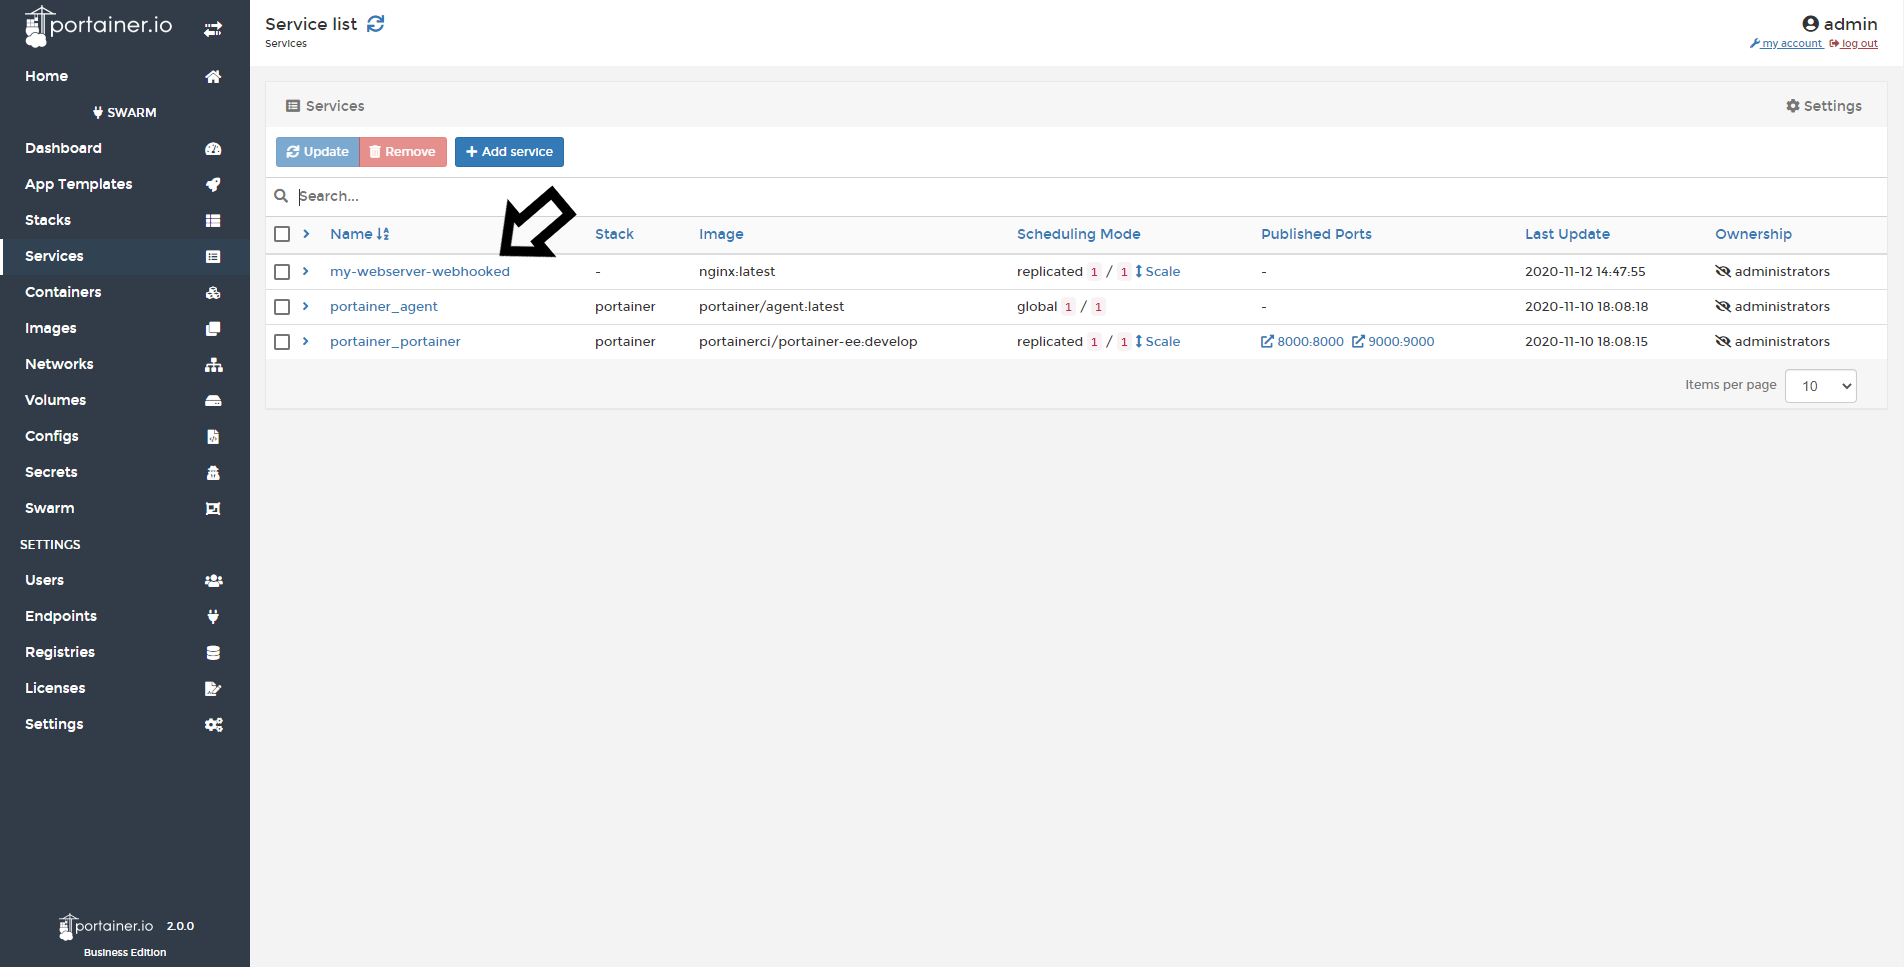 portainer.io
Home
SWARM
Dashboard
App Templates
Stacks
Services
Containers
Images
Networks
Volumes
Configs
Secrets
Swarm
SETTINGS
Users
Endpoints
Registries
Licenses
Settings
portainer.io 2.0.0
Business Edition
Service list
Services
admin
my account log out
Services Settings
Update Remove Add service
Search...
Name Stack Image Scheduling Mode Published Ports Last Update Ownership
my-webserver-webhooked - nginx:latest replicated 1 / 1 Scale - 2020-11-12 14:47:55 administrators
portainer_agent portainer portainer/agent:latest global 1 / 1 - 2020-11-10 18:08:18 administrators
portainer_portainer portainer portainerci/portainer-ee:develop replicated 1 / 1 Scale 8000:8000 9000:9000 2020-11-10 18:08:15 administrators
Items per page 10